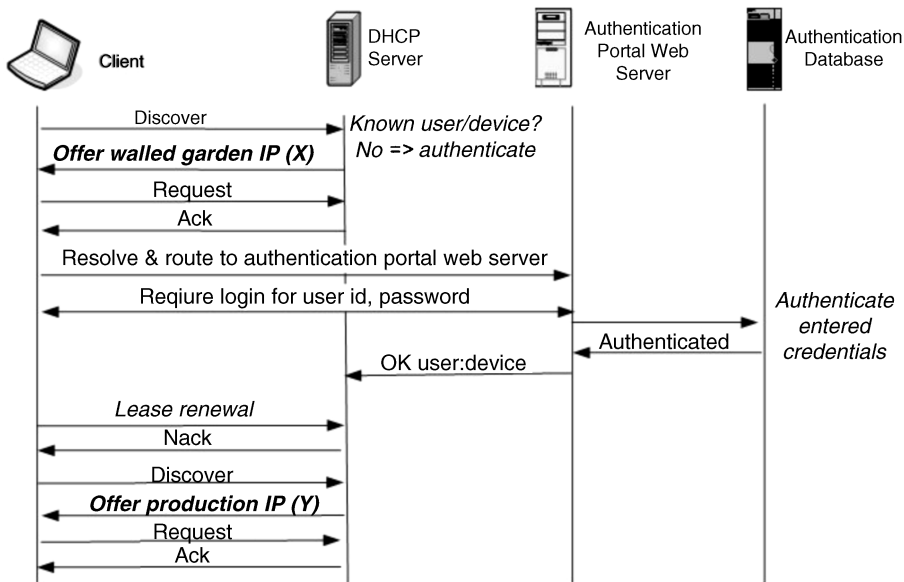 Client
DHCP
Server
Authentication
Portal Web
Server
Authentication
Database
Discover
Known user/device?
No => authenticate
Offer walled garden IP (X)
Request
Ack
Resolve & route to authentication portal web server
Reqiure login for user id, password
Authenticate
entered
credentials
Authenticated
OK user:device
Lease renewal
Nack
Discover
Offer production IP (Y)
Request
Ack